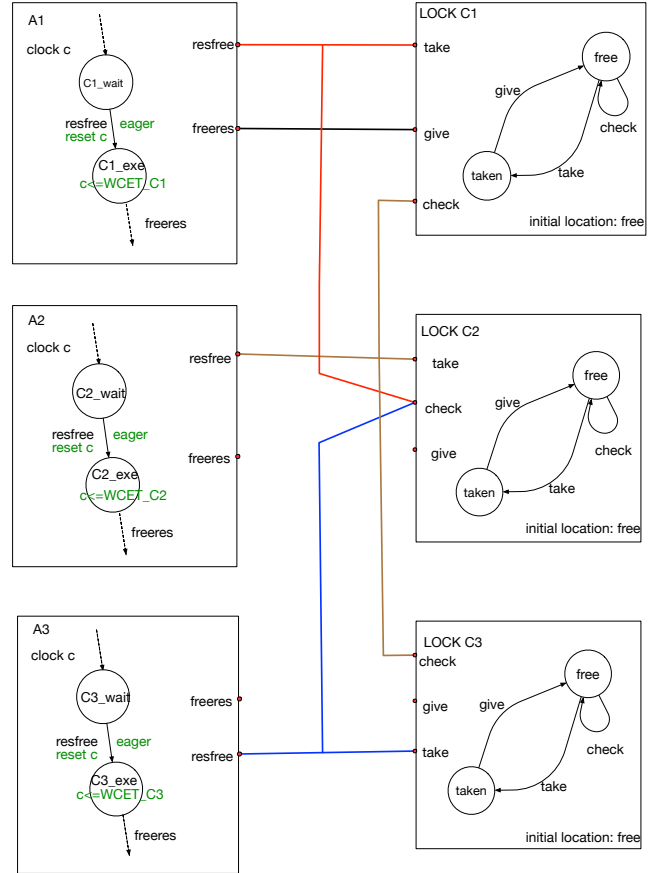 A1
clock c
C1_wait
resfree eager
reset c
C1_exe
c<=WCET_C1
freeres
resfree
freeres
LOCK C1
take
give
check
free
give
check
take
taken
initial location: free
A2
clock c
C2_wait
resfree eager
reset c
C2_exe
c<=WCET_C2
freeres
resfree
freeres
LOCK C2
take
check
give
free
give
check
take
taken
initial location: free
A3
clock c
C3_wait
resfree eager
reset c
C3_exe
c<=WCET_C3
freeres
freeres
resfree
LOCK C3
check
give
take
free
give
check
take
taken
initial location: free